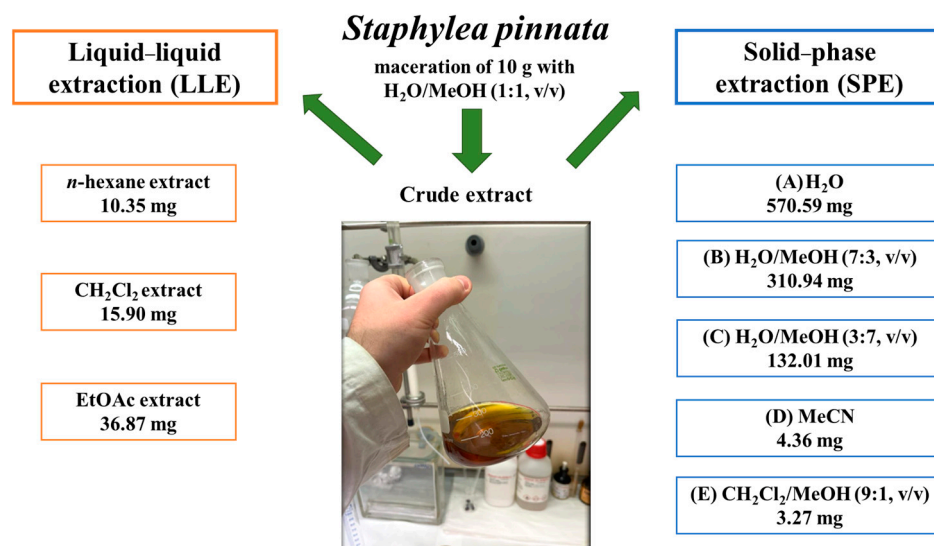 Staphylea pinnata
maceration of 10 g with
H₂O/MeOH (1:1, v/v)
Liquid–liquid
extraction (LLE)
n-hexane extract
10.35 mg
CH₂Cl₂ extract
15.90 mg
EtOAc extract
36.87 mg
Crude extract
200
Solid–phase
extraction (SPE)
(A) H₂O
570.59 mg
(B) H₂O/MeOH (7:3, v/v)
310.94 mg
(C) H₂O/MeOH (3:7, v/v)
132.01 mg
(D) MeCN
4.36 mg
(E) CH₂Cl₂/MeOH (9:1, v/v)
3.27 mg